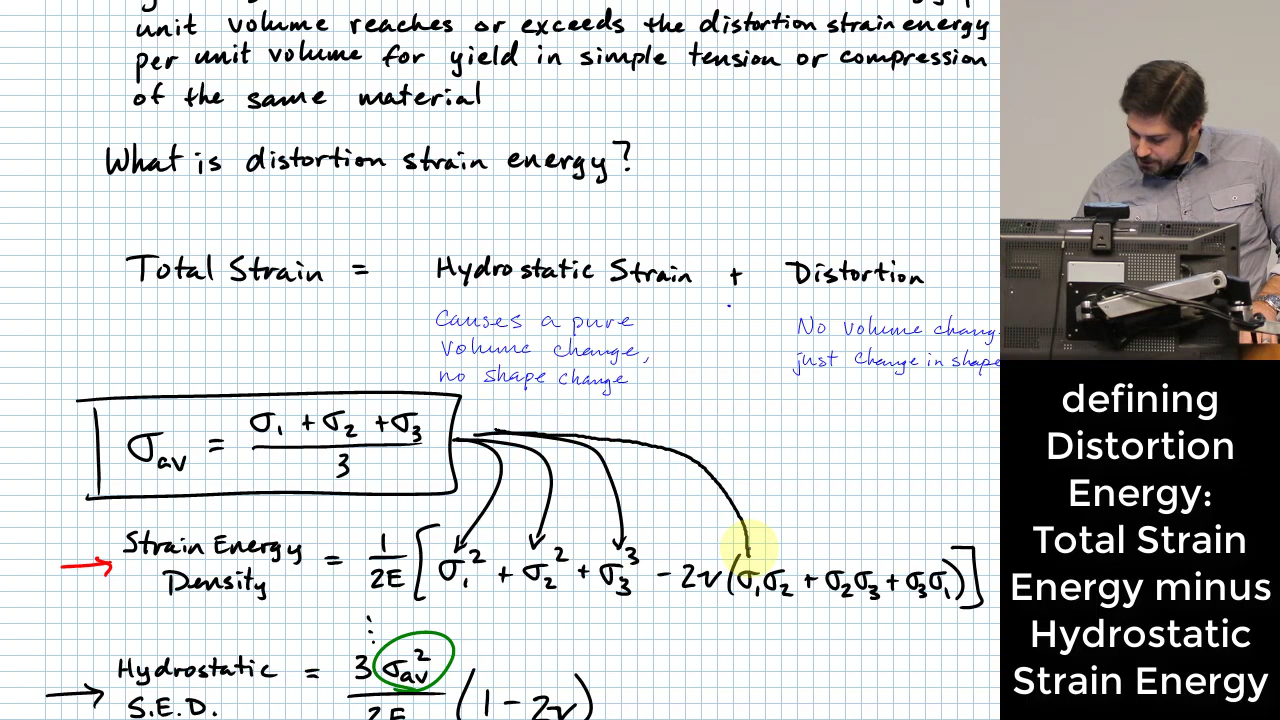 unit volume reaches or exceeds the distortion strain energy
per unit volume for yield in simple tension or compression
of the same material
What is distortion strain energy?
Total Strain = Hydrostatic Strain + Distortion
Causes a pure
volume change,
no shape change
No volume chang
just change in shape
σav = (σ1 + σ2 + σ3)/3
Strain Energy Density = 1/2E [σ1² + σ2² + σ3³ − 2ν(σ1σ2 + σ2σ3 + σ3σ1)]
Hydrostatic S.E.D. = 3σav²/2E (1 − 2ν)
defining
Distortion
Energy:
Total Strain
Energy minus
Hydrostatic
Strain Energy